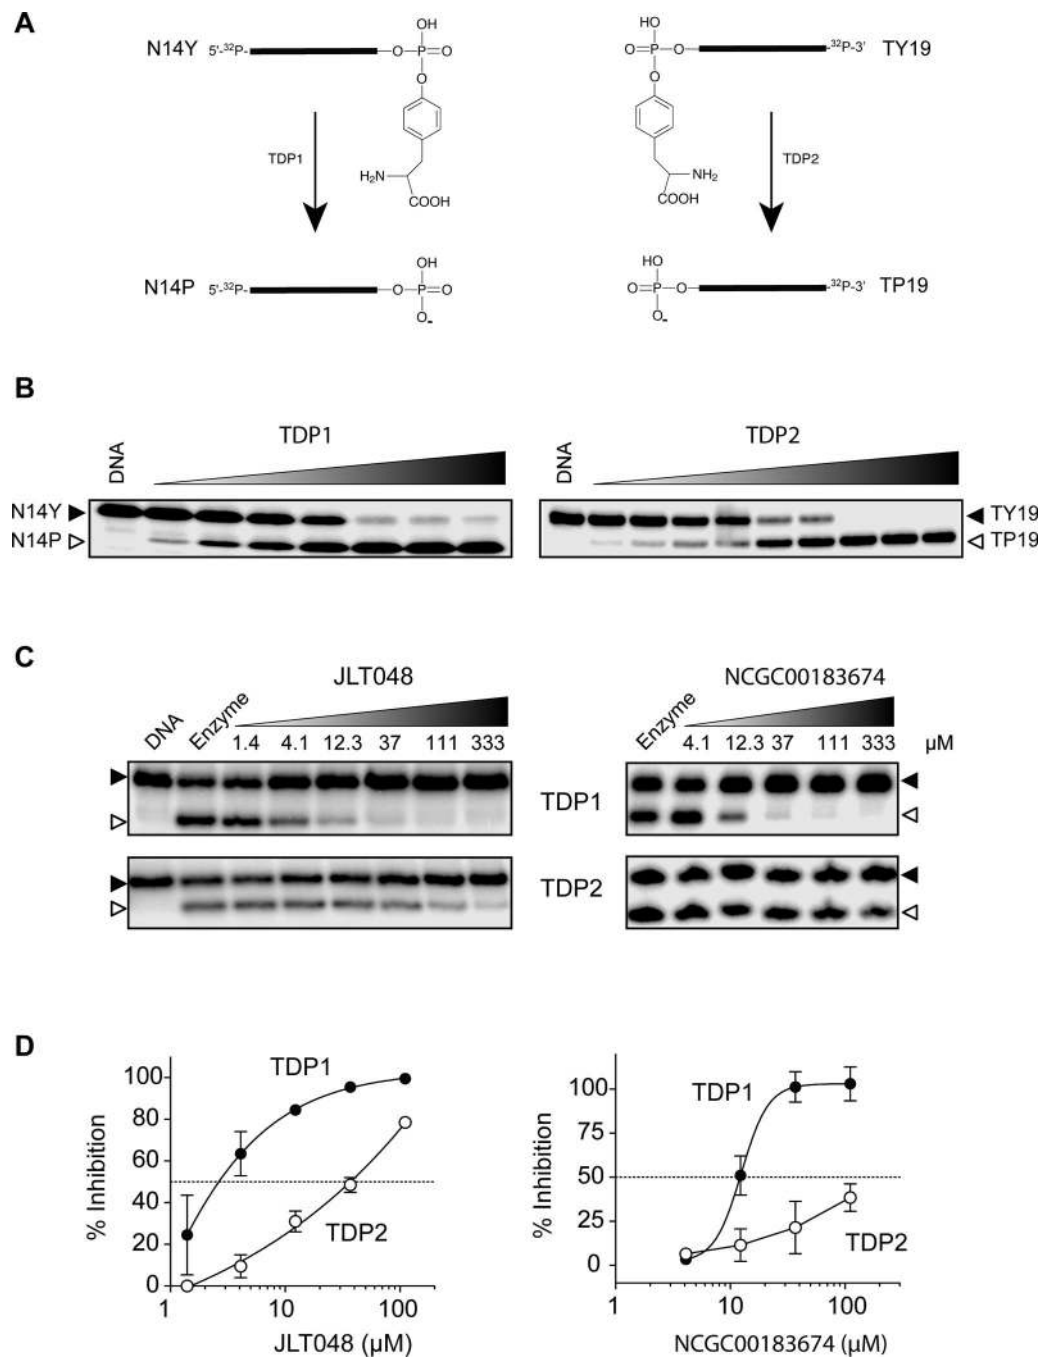 A
N14Y 5'-³²P- O P O OH O H₂N COOH
HO O P O O NH₂ COOH -³²P-3' TY19
TDP1
TDP2
N14P 5'-³²P- O P O OH O-
HO O P O O- -³²P-3' TP19
B
DNA TDP1
DNA TDP2
N14Y
N14P
TY19
TP19
C
JLT048
NCGC00183674
DNA Enzyme 1.4 4.1 12.3 37 111 333
Enzyme 4.1 12.3 37 111 333 µM
TDP1
TDP2
D
% Inhibition
100
80
60
40
20
0
TDP1
TDP2
1 10 100
JLT048 (µM)
% Inhibition
100
75
50
25
0
TDP1
TDP2
1 10 100
NCGC00183674 (µM)